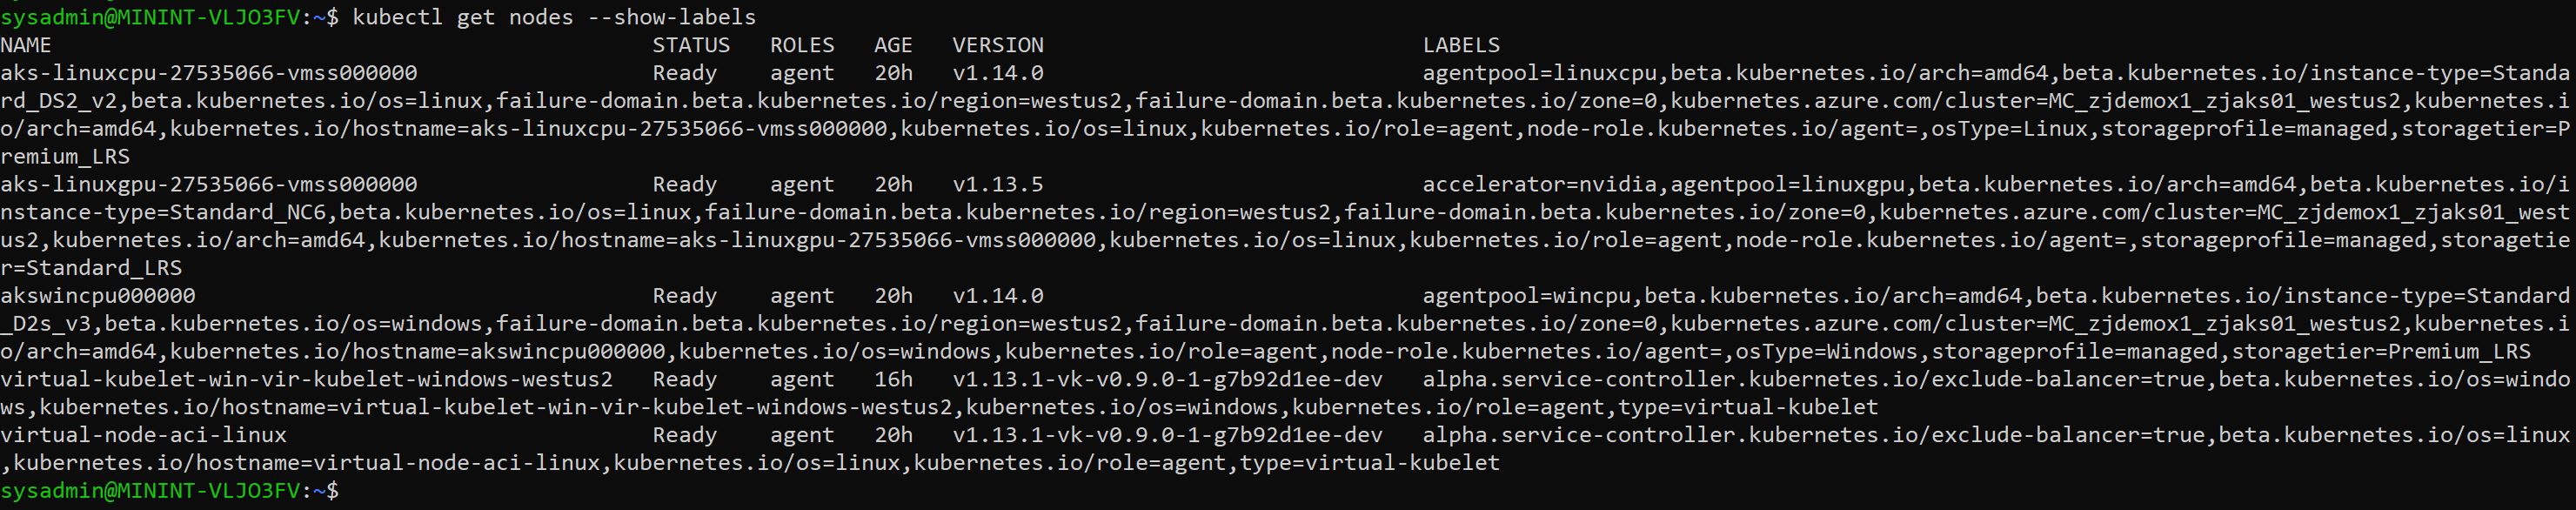 sysadmin@MININT-VLJO3FV:~$ kubectl get nodes --show-labels
NAME                                              STATUS   ROLES   AGE   VERSION                             LABELS
aks-linuxcpu-27535066-vmss000000                  Ready    agent   20h   v1.14.0                             agentpool=linuxcpu,beta.kubernetes.io/arch=amd64,beta.kubernetes.io/instance-type=Standa
rd_DS2_v2,beta.kubernetes.io/os=linux,failure-domain.beta.kubernetes.io/region=westus2,failure-domain.beta.kubernetes.io/zone=0,kubernetes.azure.com/cluster=MC_zjdemox1_zjaks01_westus2,kubernetes.i
o/arch=amd64,kubernetes.io/hostname=aks-linuxcpu-27535066-vmss000000,kubernetes.io/os=linux,kubernetes.io/role=agent,node-role.kubernetes.io/agent=,osType=Linux,storageprofile=managed,storagetier=P
remium_LRS
aks-linuxgpu-27535066-vmss000000                  Ready    agent   20h   v1.13.5                             accelerator=nvidia,agentpool=linuxgpu,beta.kubernetes.io/arch=amd64,beta.kubernetes.io/i
nstance-type=Standard_NC6,beta.kubernetes.io/os=linux,failure-domain.beta.kubernetes.io/region=westus2,failure-domain.beta.kubernetes.io/zone=0,kubernetes.azure.com/cluster=MC_zjdemox1_zjaks01_west
us2,kubernetes.io/arch=amd64,kubernetes.io/hostname=aks-linuxgpu-27535066-vmss000000,kubernetes.io/os=linux,kubernetes.io/role=agent,node-role.kubernetes.io/agent=,storageprofile=managed,storagetie
r=Standard_LRS
akswincpu000000                                   Ready    agent   20h   v1.14.0                             agentpool=wincpu,beta.kubernetes.io/arch=amd64,beta.kubernetes.io/instance-type=Standard
_D2s_v3,beta.kubernetes.io/os=windows,failure-domain.beta.kubernetes.io/region=westus2,failure-domain.beta.kubernetes.io/zone=0,kubernetes.azure.com/cluster=MC_zjdemox1_zjaks01_westus2,kubernetes.i
o/arch=amd64,kubernetes.io/hostname=akswincpu000000,kubernetes.io/os=windows,kubernetes.io/role=agent,node-role.kubernetes.io/agent=,osType=Windows,storageprofile=managed,storagetier=Premium_LRS
virtual-kubelet-win-vir-kubelet-windows-westus2   Ready    agent   16h   v1.13.1-vk-v0.9.0-1-g7b92d1ee-dev   alpha.service-controller.kubernetes.io/exclude-balancer=true,beta.kubernetes.io/os=windo
ws,kubernetes.io/hostname=virtual-kubelet-win-vir-kubelet-windows-westus2,kubernetes.io/os=windows,kubernetes.io/role=agent,type=virtual-kubelet
virtual-node-aci-linux                            Ready    agent   20h   v1.13.1-vk-v0.9.0-1-g7b92d1ee-dev   alpha.service-controller.kubernetes.io/exclude-balancer=true,beta.kubernetes.io/os=linux
,kubernetes.io/hostname=virtual-node-aci-linux,kubernetes.io/os=linux,kubernetes.io/role=agent,type=virtual-kubelet
sysadmin@MININT-VLJO3FV:~$